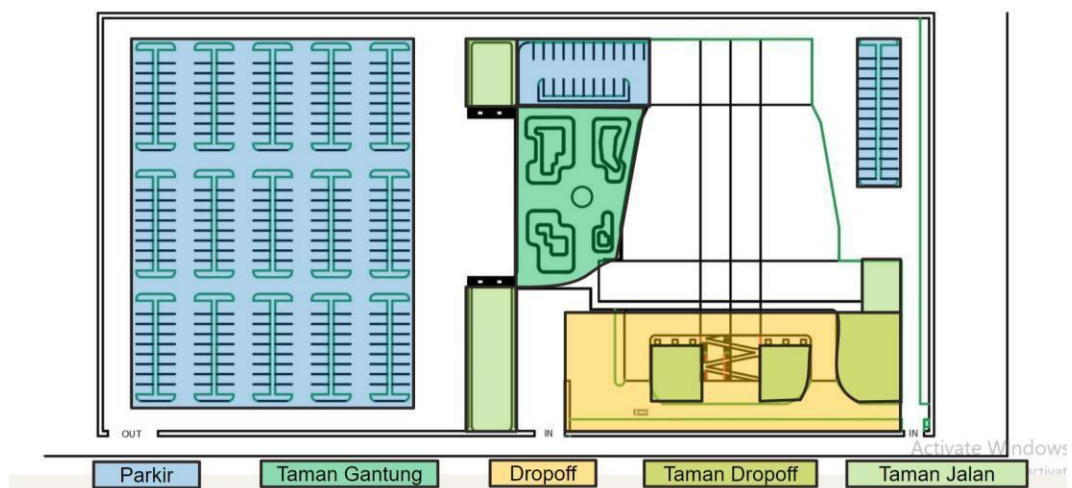 OUT
IN
IN
Activate Windows
Parkir
Taman Gantung
Dropoff
Taman Dropoff
Taman Jalan